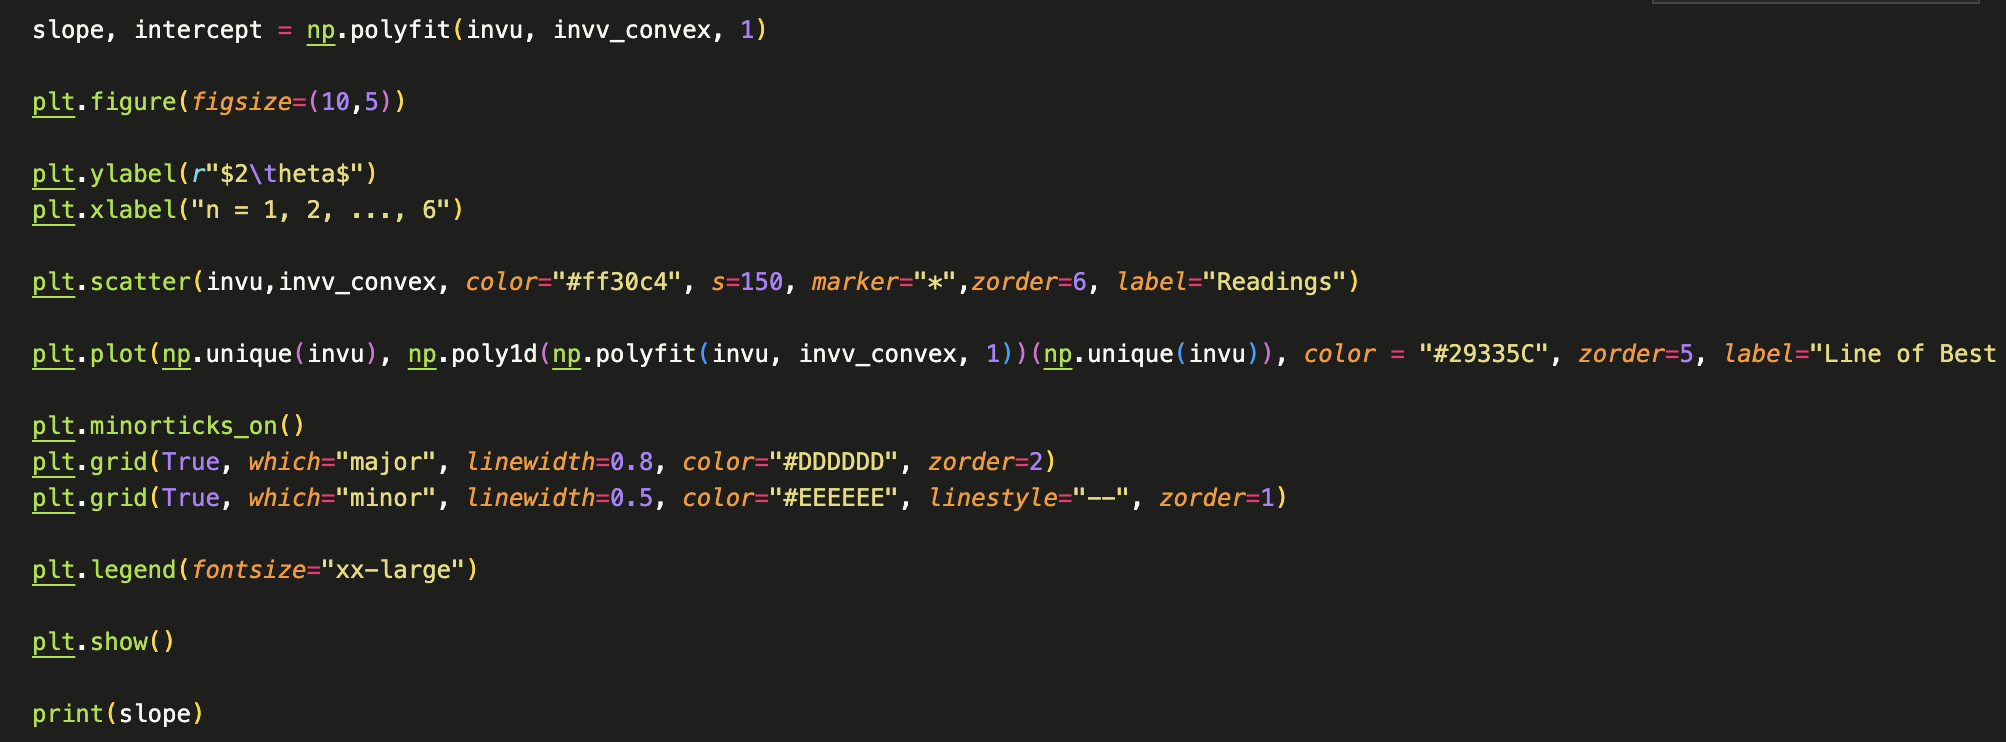 slope, intercept = np.polyfit(invu, invv_convex, 1)
plt.figure(figsize=(10,5))
plt.ylabel(r"$2\theta$")
plt.xlabel("n = 1, 2, ..., 6")
plt.scatter(invu,invv_convex, color="#ff30c4", s=150, marker="*",zorder=6, label="Readings")
plt.plot(np.unique(invu), np.poly1d(np.polyfit(invu, invv_convex, 1))(np.unique(invu)), color = "#29335C", zorder=5, label="Line of Best
plt.minorticks_on()
plt.grid(True, which="major", linewidth=0.8, color="#DDDDDD", zorder=2)
plt.grid(True, which="minor", linewidth=0.5, color="#EEEEEE", linestyle="--", zorder=1)
plt.legend(fontsize="xx-large")
plt.show()
print(slope)